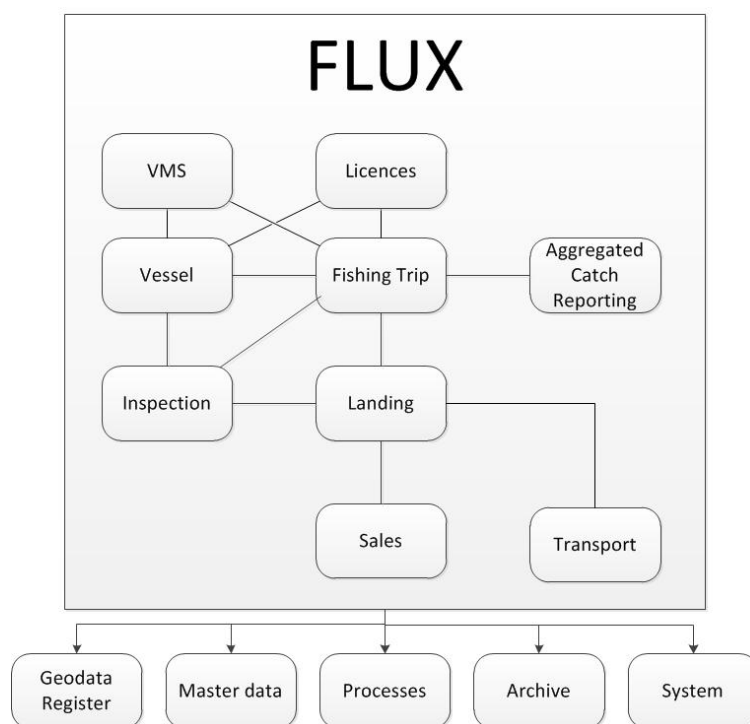 FLUX
VMS
Licences
Vessel
Fishing Trip
Aggregated
Catch
Reporting
Inspection
Landing
Sales
Transport
Geodata
Register
Master data
Processes
Archive
System